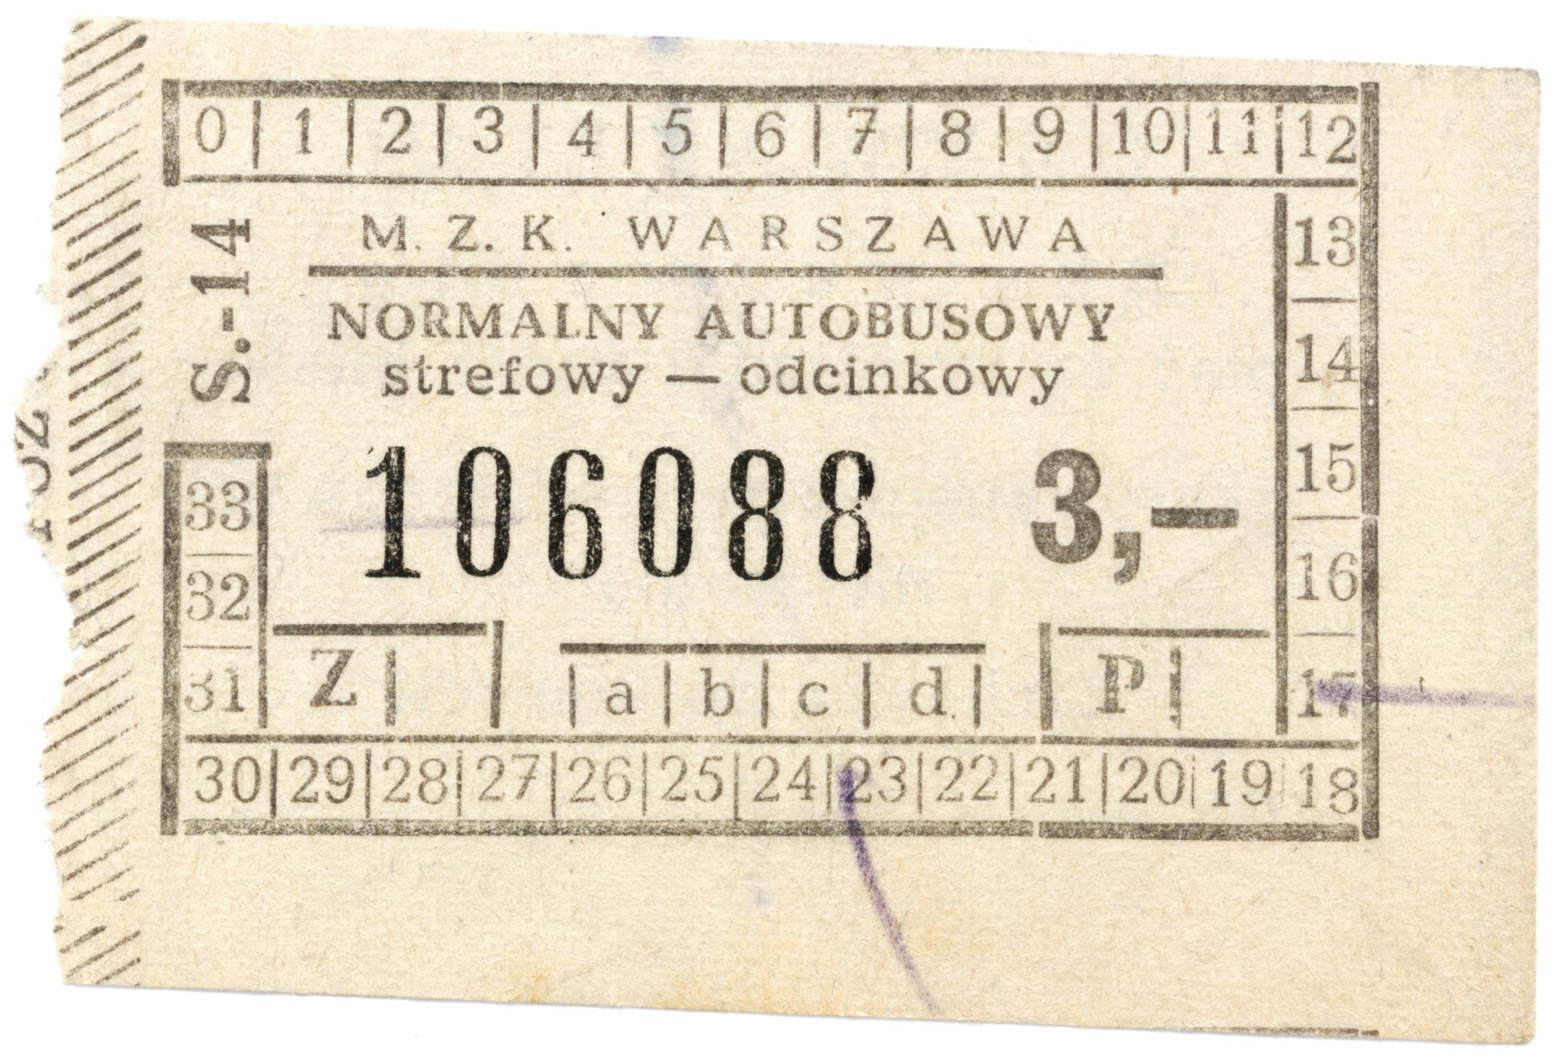 0 | 1 | 2 | 3 | 4 | 5 | 6 | 7 | 8 | 9 | 10 | 11 | 12
S.-14
M. Z. K. WARSZAWA
13
NORMALNY AUTOBUSOWY
14
strefowy — odcinkowy
106088 3,–
15
33
16
32
Z | | a | b | c | d | P |
17
31
30 | 29 | 28 | 27 | 26 | 25 | 24 | 23 | 22 | 21 | 20 | 19 | 18